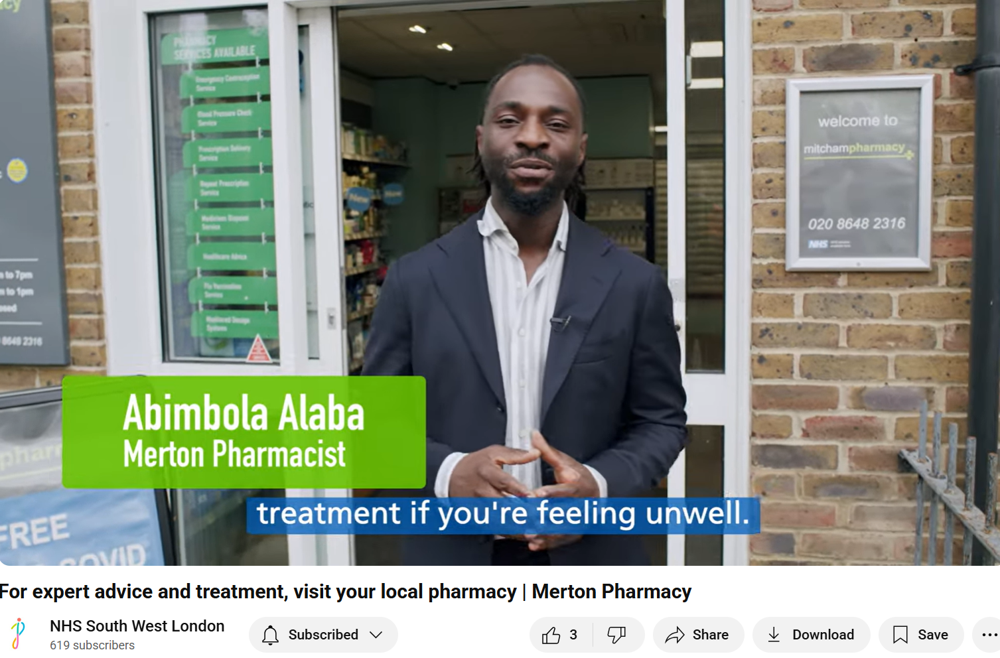 cy
PHARMACY
SERVICES AVAILABLE
Emergency Contraception
Service
Blood Pressure Check
Service
Prescription Delivery
Service
Repeat Prescription
Service
Medicines Disposal
Service
Healthcare Advice
Flu Vaccination
Service
Monitored Dosage
Systems
New
New
welcome to
mitchampharmacy
020 8648 2316
NHS
to 7pm
to 1pm
8648 2316
phar
FREE
COVID
Abimbola Alaba
Merton Pharmacist
treatment if you're feeling unwell.
For expert advice and treatment, visit your local pharmacy | Merton Pharmacy
NHS South West London
619 subscribers
Subscribed
3
Share
Download
Save